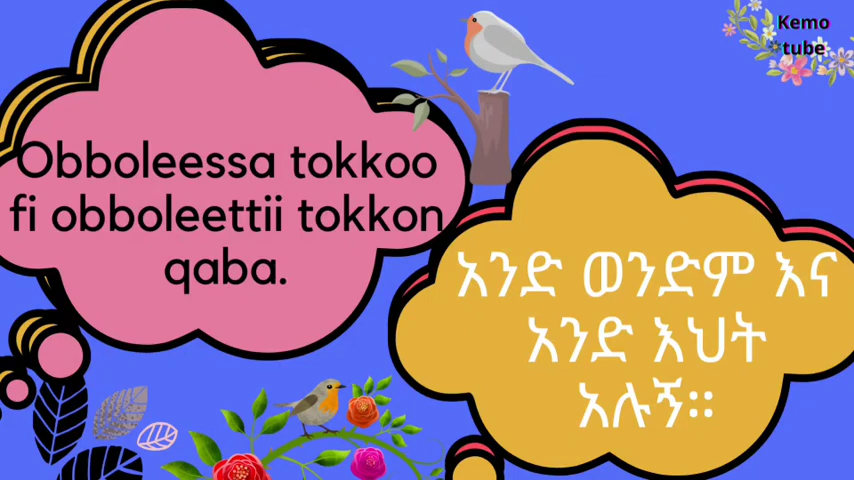 Kemo
tube
Obboleessa tokkoo
fi obboleettii tokkon
qaba.
አንድ ወንድም እና
አንድ እህት
አሉኝ።